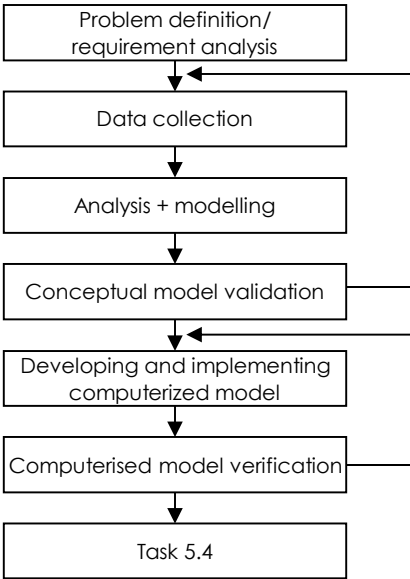 Problem definition/
requirement analysis
Data collection
Analysis + modelling
Conceptual model validation
Developing and implementing
computerized model
Computerised model verification
Task 5.4